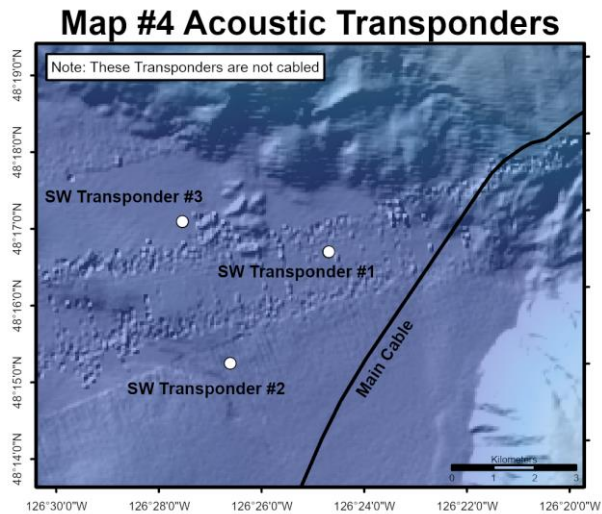 Map #4 Acoustic Transponders
Note: These Transponders are not cabled
48°19'0"N
48°18'0"N
48°17'0"N
48°16'0"N
48°15'0"N
48°14'0"N
SW Transponder #3
SW Transponder #1
SW Transponder #2
Main Cable
Kilometers
0 1 2 3
126°30'0"W 126°28'0"W 126°26'0"W 126°24'0"W 126°22'0"W 126°20'0"W